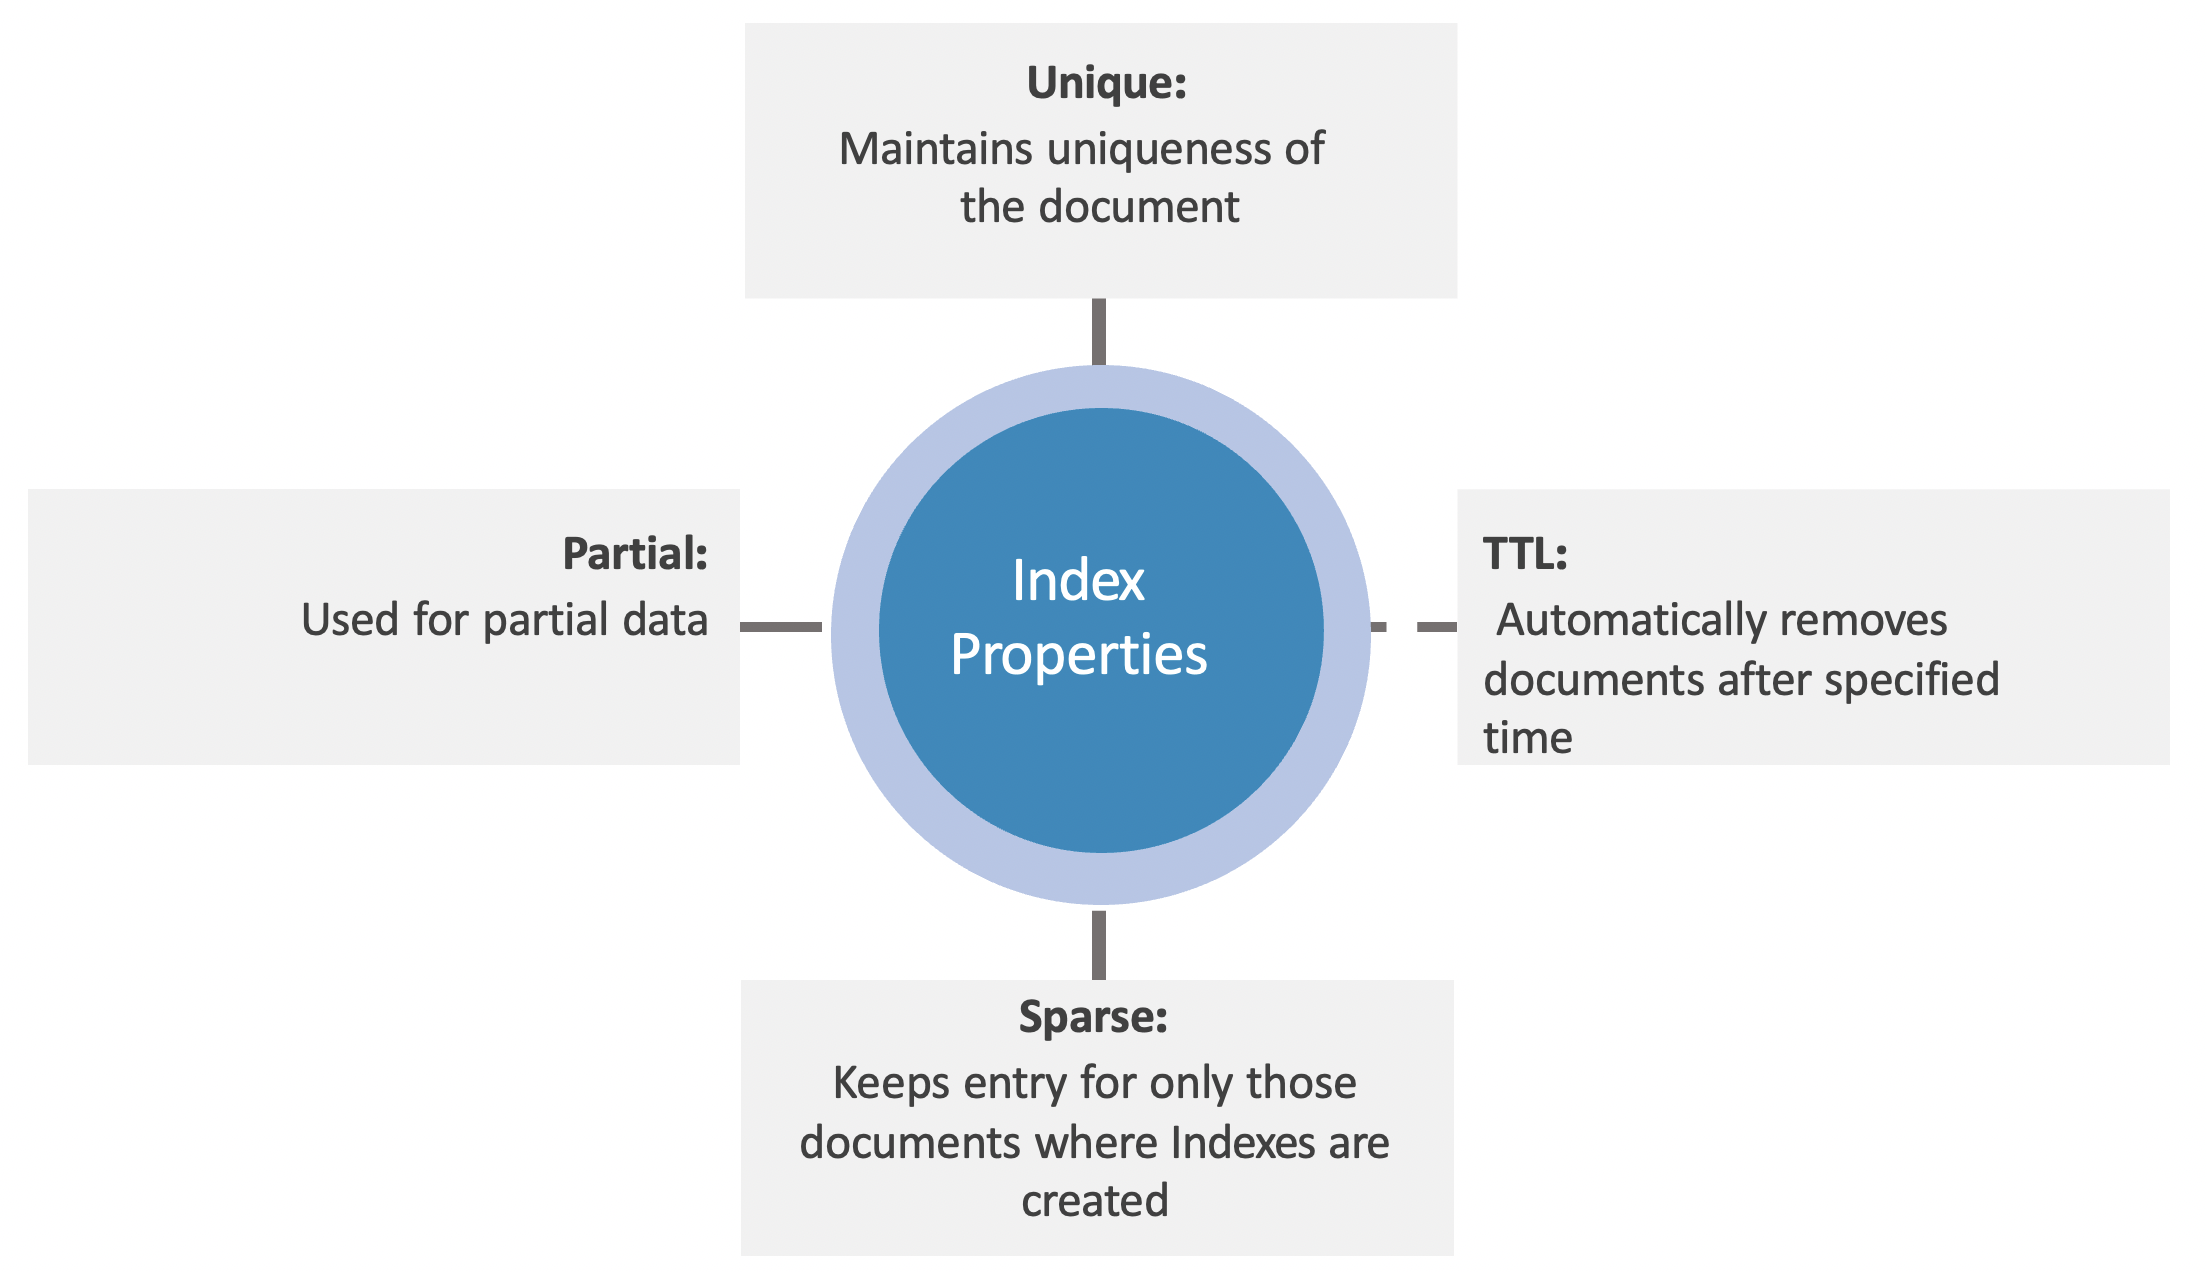 Unique:
Maintains uniqueness of
the document
Partial:
Used for partial data
Index
Properties
TTL:
Automatically removes
documents after specified
time
Sparse:
Keeps entry for only those
documents where Indexes are
created